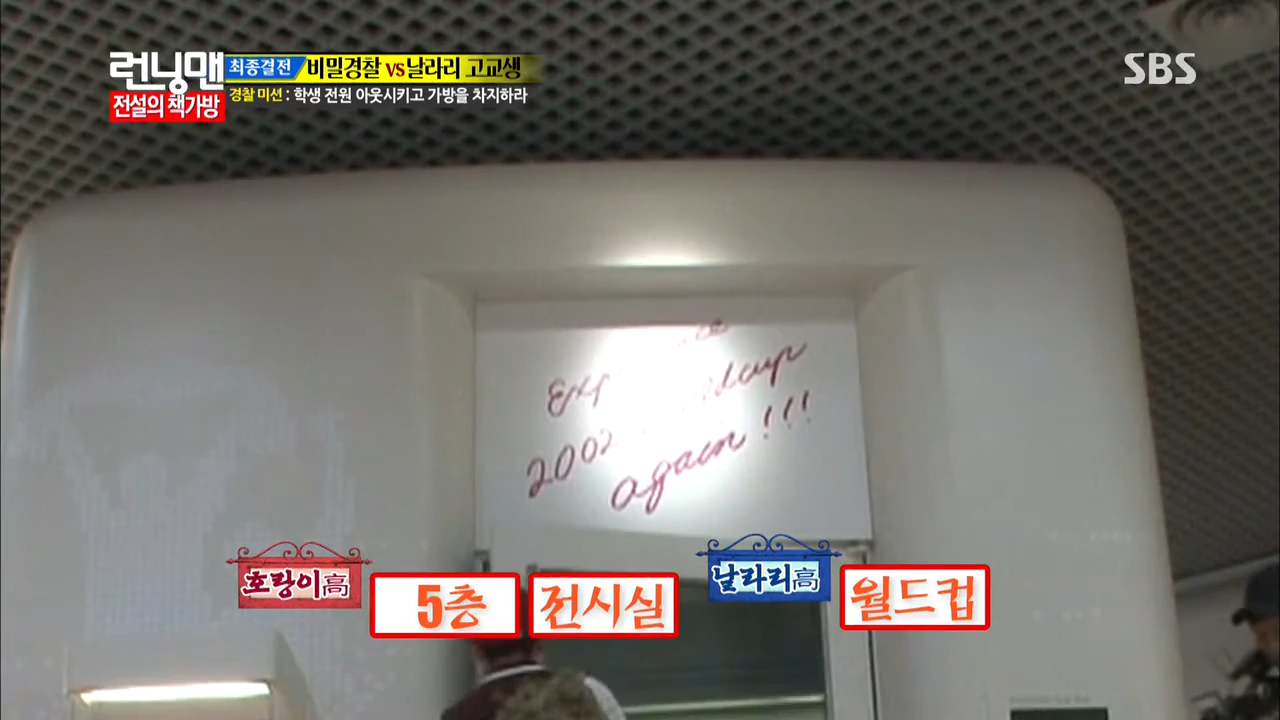 런닝맨 최종결전 비밀경찰 VS 날라리 고교생
전설의 책가방 경찰 미션 : 학생 전원 아웃시키고 가방을 차지하라
SBS
2002
again!!!
호랑이高 5층 전시실
날라리高 월드컵